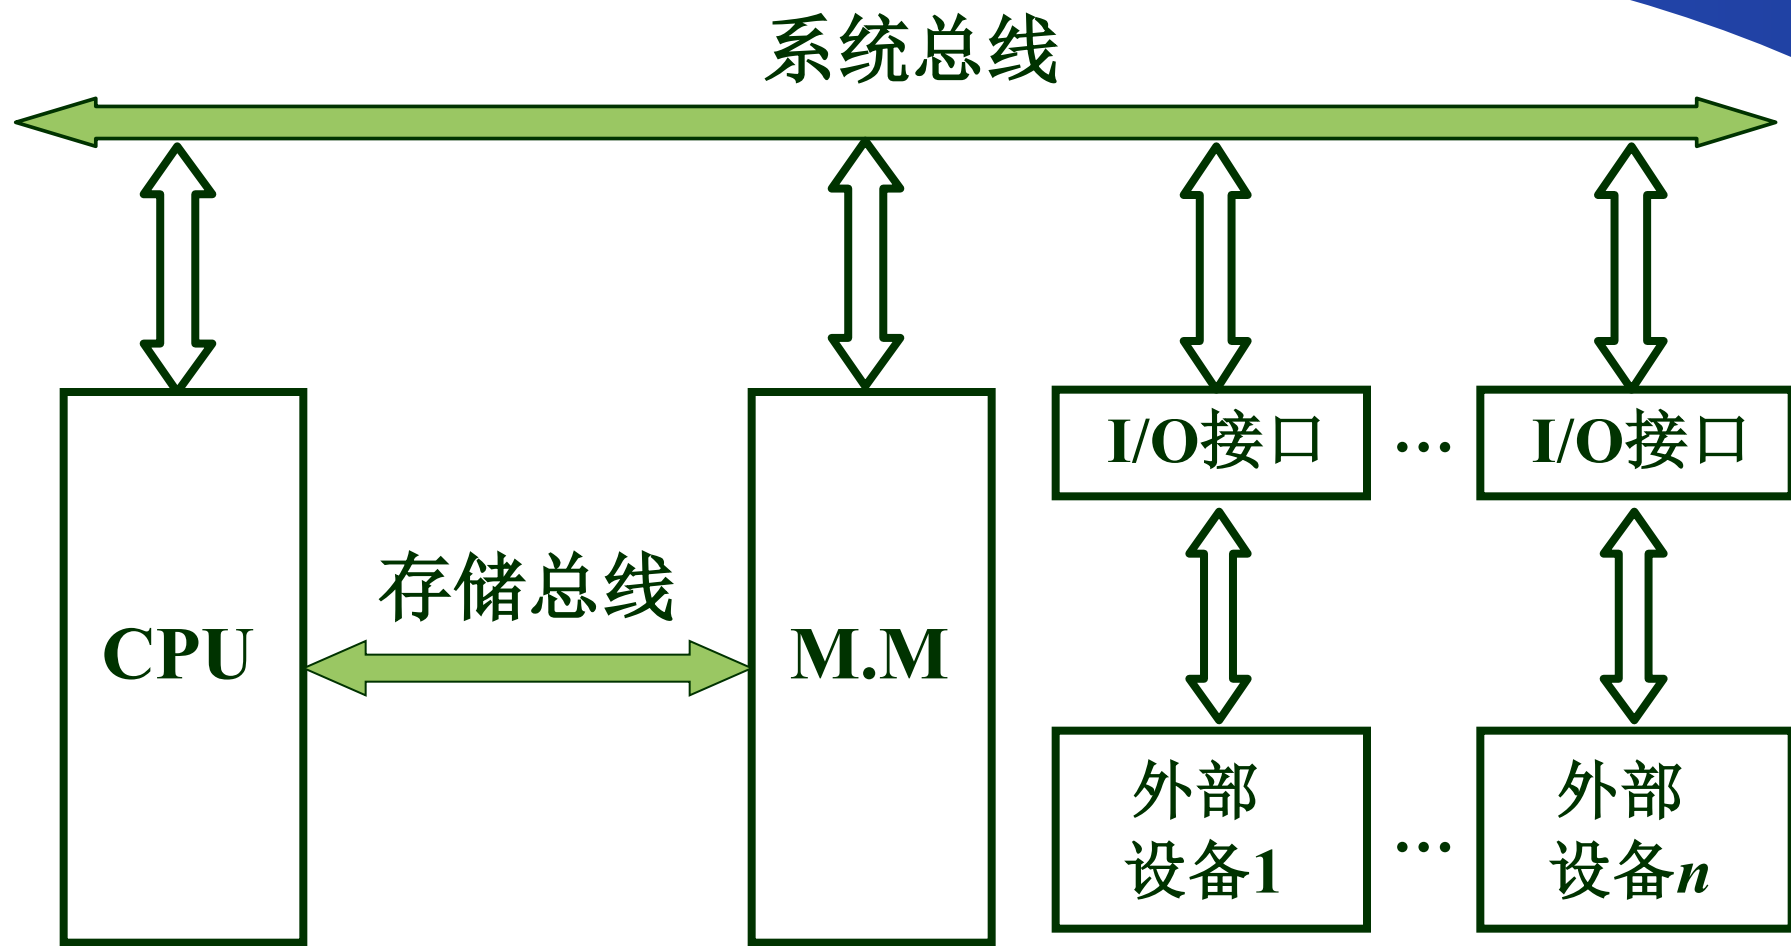 系统总线
I/O接口
…
I/O接口
存储总线
CPU
M.M
外部
设备1
…
外部
设备n